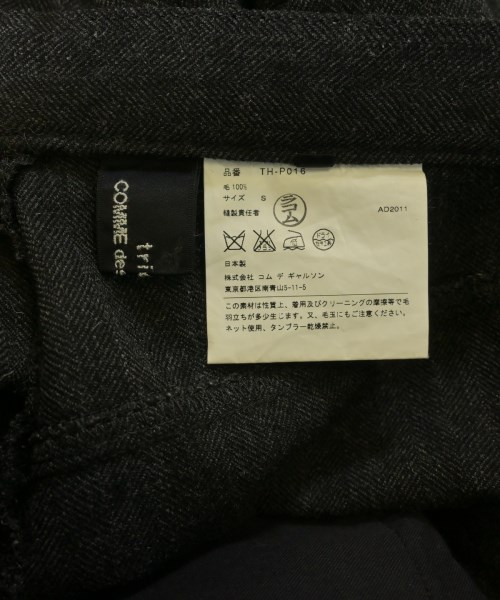 品番 TH-P016
毛 100%
サイズ S
縫製責任者 コム AD2011
日本製
株式会社 コム デ ギャルソン
東京都港区南青山5-11-5
この素材は性質上、着用及びクリーニングの摩擦等で毛
羽立ちが多少生じます。又、毛玉にもご注意ください。
ネット使用、タンブラー乾燥禁止。
tric
COMME des